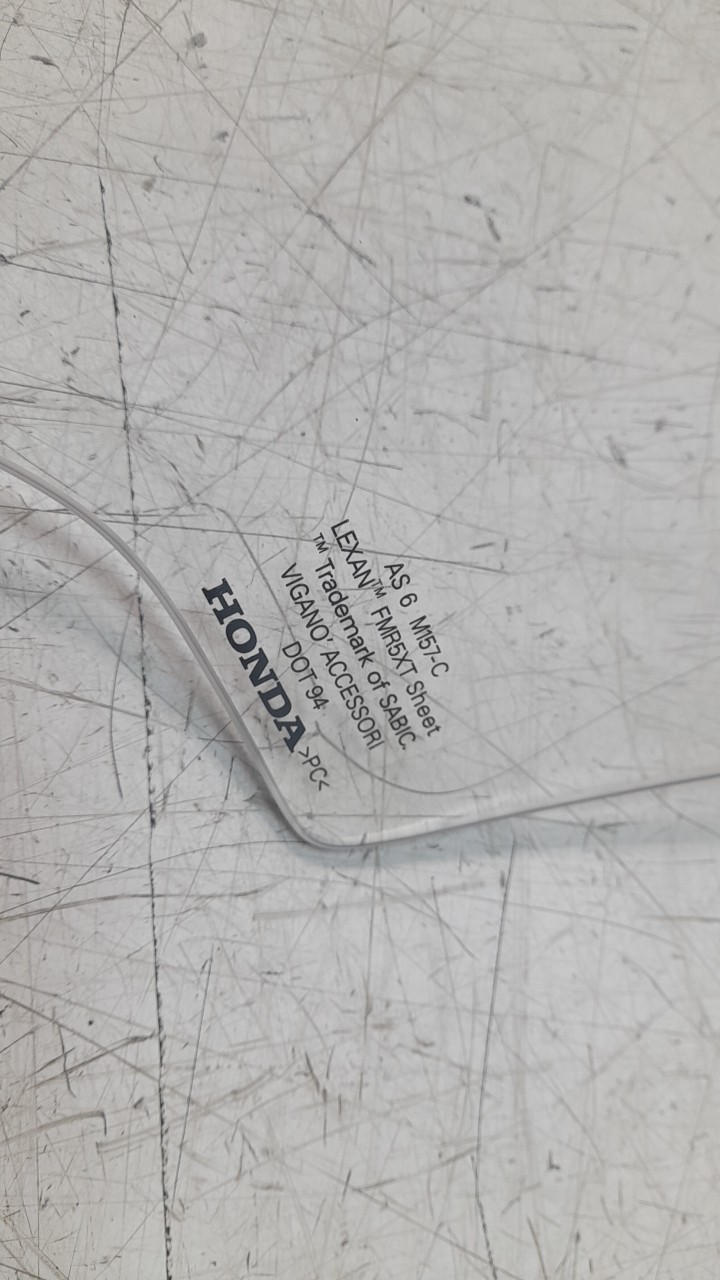 AS 6 M157-C
LEXAN™ FMR5XT Sheet
™ Trademark of SABIC.
VIGANO' ACCESSORI
DOT 94
HONDA >PC<